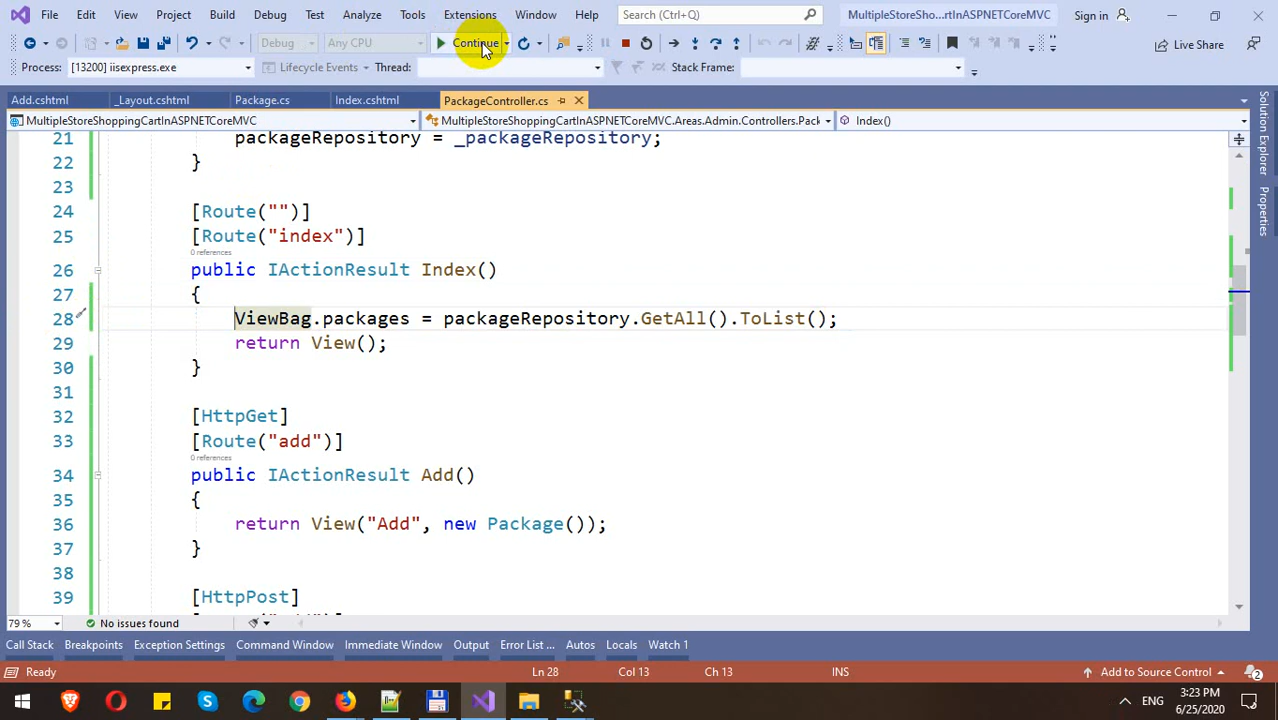 File Edit View Project Build Debug Test Analyze Tools Extensions Window Help Search (Ctrl+Q) MultipleStoreSho...rtInASPNETCoreMVC Sign in
Debug Any CPU Continue Live Share
Process: [13200] iisexpress.exe Lifecycle Events Thread: Stack Frame:
Add.cshtml _Layout.cshtml Package.cs Index.cshtml PackageController.cs
MultipleStoreShoppingCartInASPNETCoreMVC MultipleStoreShoppingCartInASPNETCoreMVC.Areas.Admin.Controllers.Pack Index()
21 packageRepository = _packageRepository;
22 }
23
24 [Route("")]
25 [Route("index")]
0 references
26 public IActionResult Index()
27 {
28 ViewBag.packages = packageRepository.GetAll().ToList();
29 return View();
30 }
31
32 [HttpGet]
33 [Route("add")]
0 references
34 public IActionResult Add()
35 {
36 return View("Add", new Package());
37 }
38
39 [HttpPost]
79 % No issues found
Call Stack Breakpoints Exception Settings Command Window Immediate Window Output Error List ... Autos Locals Watch 1
Ready Ln 28 Col 13 Ch 13 INS Add to Source Control 2
ENG 3:23 PM
6/25/2020
Solution Explorer
Properties